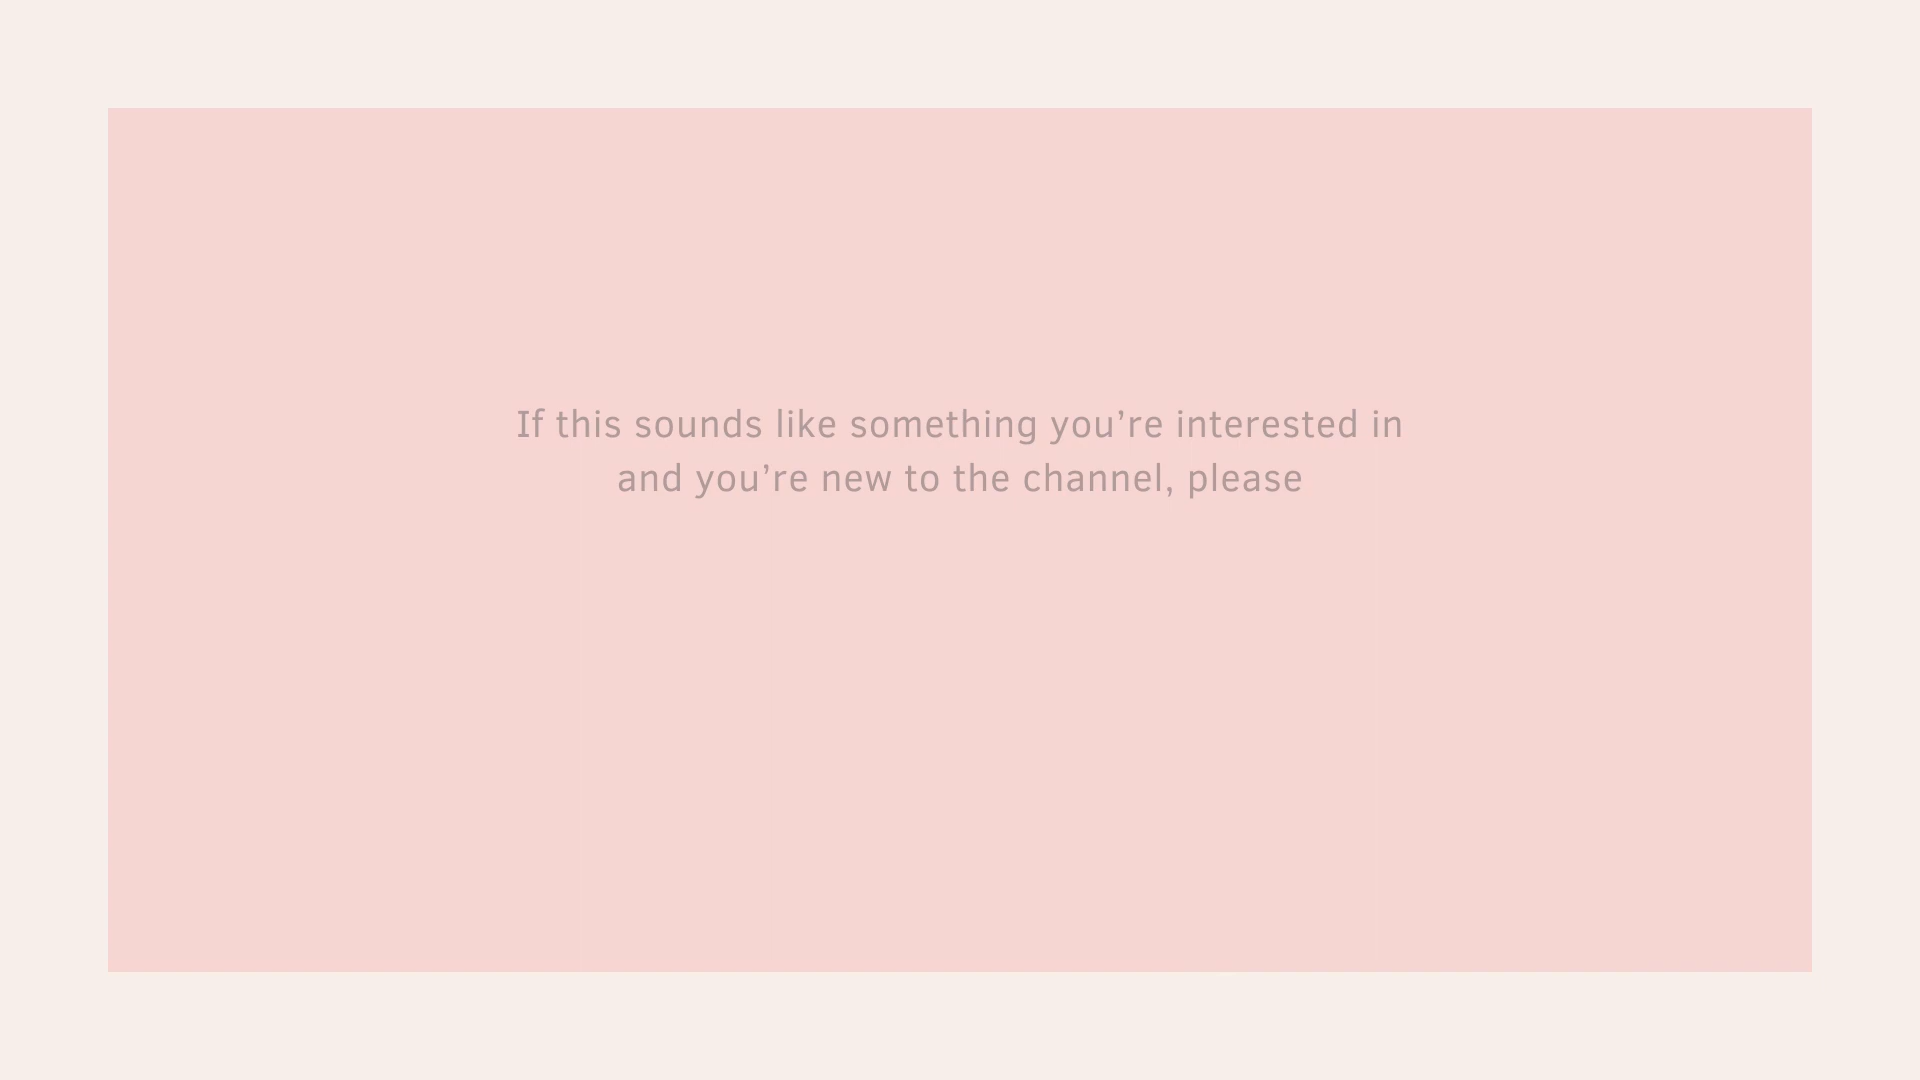 If this sounds like something you’re interested in
and you’re new to the channel, please